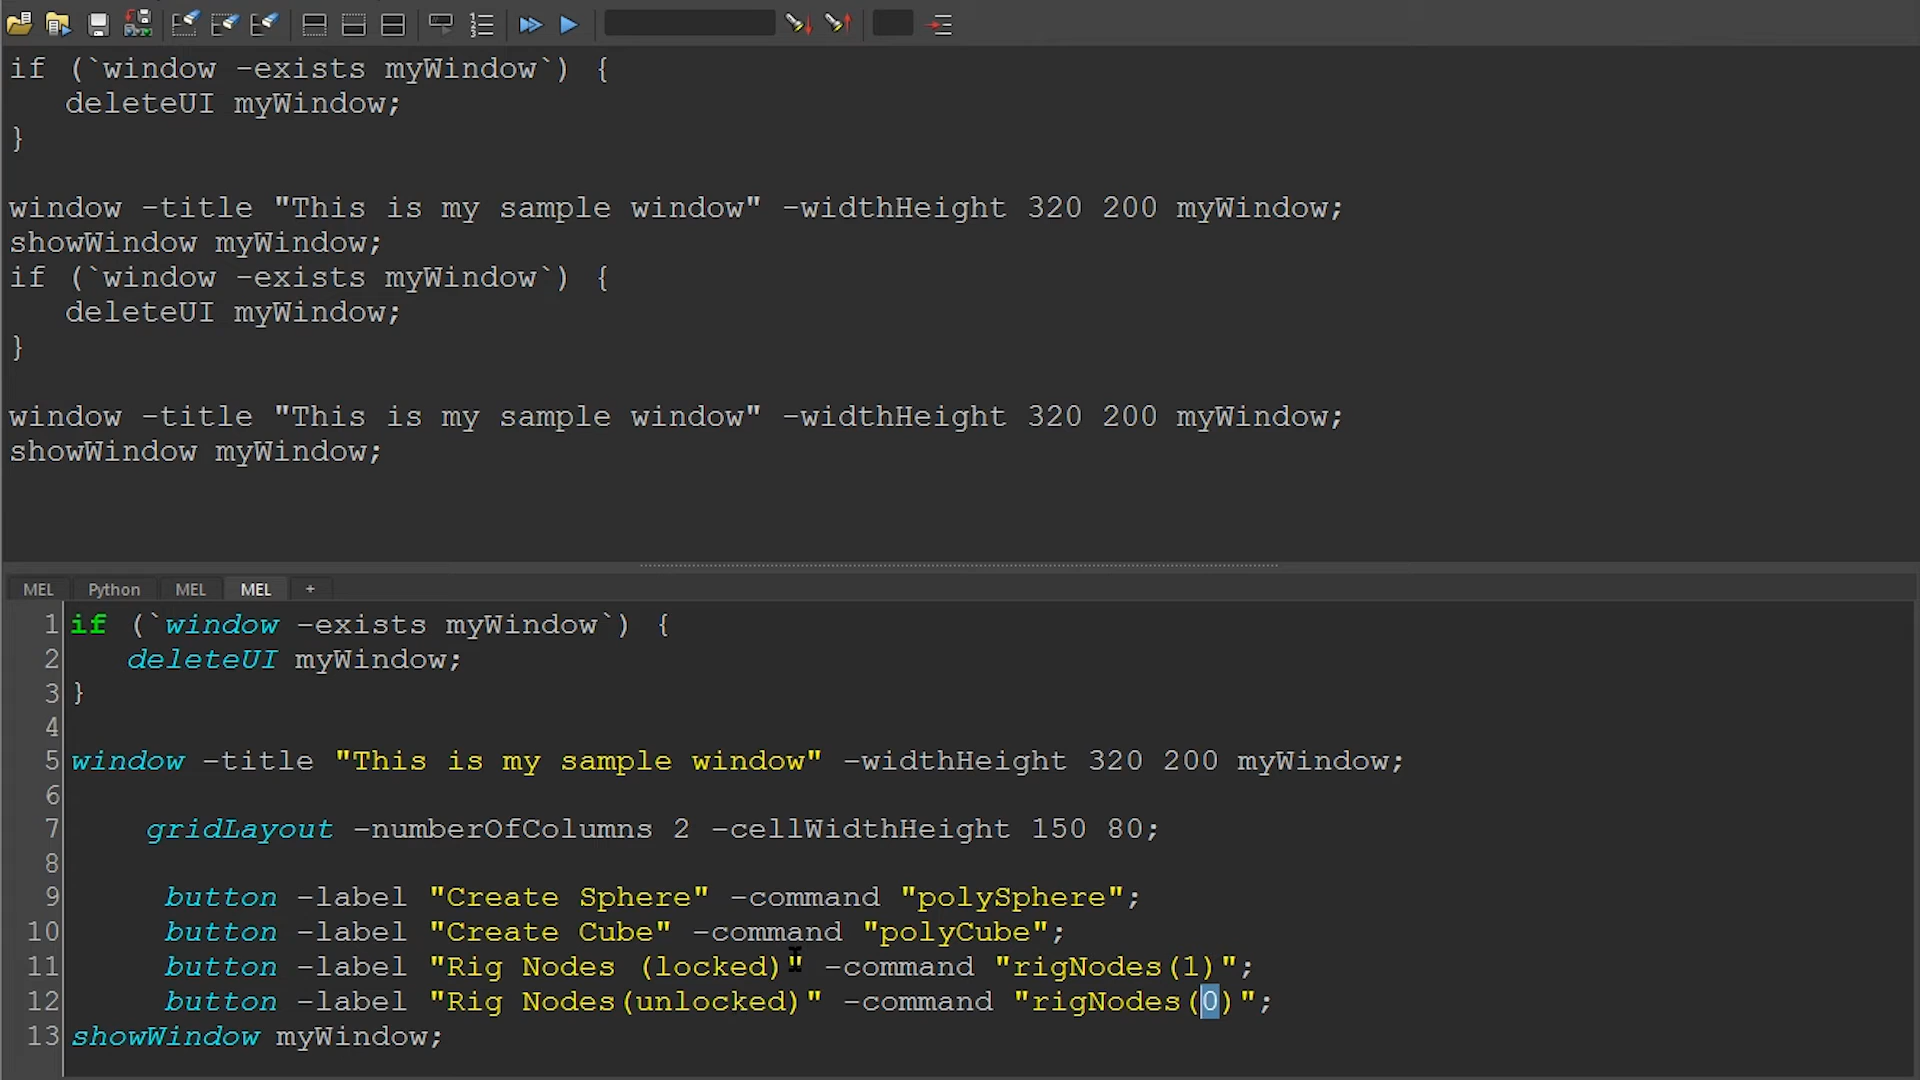 if (`window -exists myWindow`) {
deleteUI myWindow;
}
window -title "This is my sample window" -widthHeight 320 200 myWindow;
showWindow myWindow;
if (`window -exists myWindow`) {
deleteUI myWindow;
}
window -title "This is my sample window" -widthHeight 320 200 myWindow;
showWindow myWindow;
MEL Python MEL MEL +
1 if (`window -exists myWindow`) {
2 deleteUI myWindow;
3 }
4
5 window -title "This is my sample window" -widthHeight 320 200 myWindow;
6
7 gridLayout -numberOfColumns 2 -cellWidthHeight 150 80;
8
9 button -label "Create Sphere" -command "polySphere";
10 button -label "Create Cube" -command "polyCube";
11 button -label "Rig Nodes (locked)" -command "rigNodes(1)";
12 button -label "Rig Nodes(unlocked)" -command "rigNodes(0)";
13 showWindow myWindow;